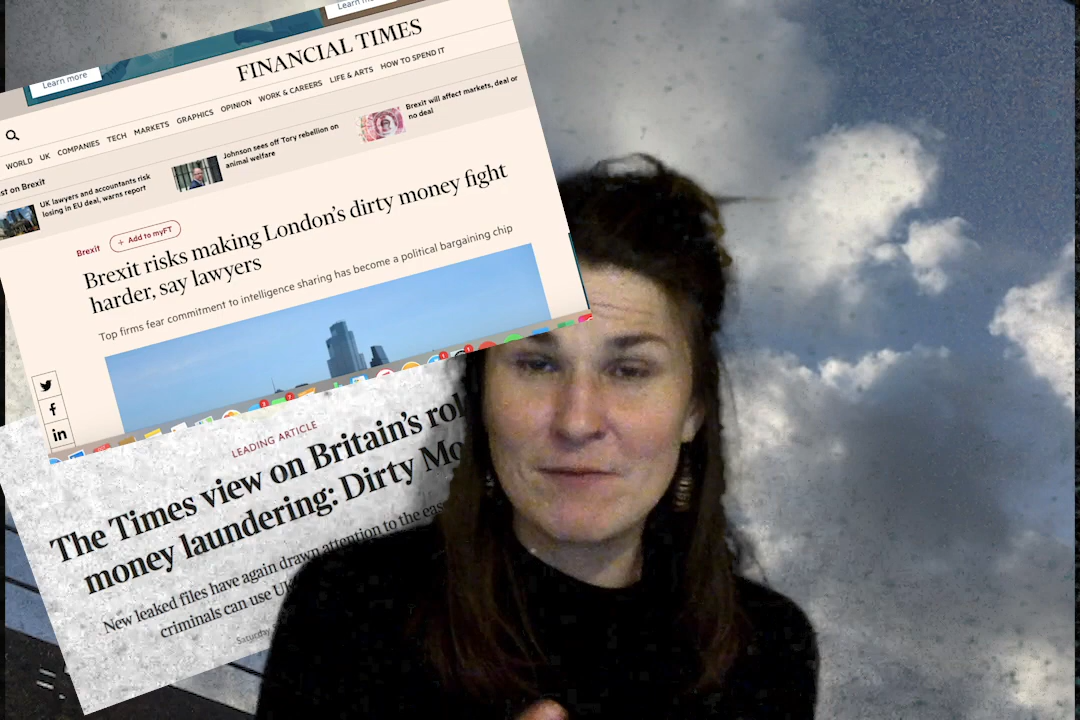 Learn more
Learn
FINANCIAL TIMES
WORLD UK COMPANIES TECH MARKETS GRAPHICS OPINION WORK & CAREERS LIFE & ARTS HOW TO SPEND IT
on Brexit
UK lawyers and accountants risk
losing in EU deal, warns report
Johnson sees off Tory rebellion on
animal welfare
Brexit will affect markets, deal or
no deal
Brexit
+ Add to myFT
Brexit risks making London's dirty money fight
harder, say lawyers
Top firms fear commitment to intelligence sharing has become a political bargaining chip
f
in
LEADING ARTICLE
The Times view on Britain's
money laundering: Dirty
New leaked files have again drawn attention to the
criminals can use
Saturday